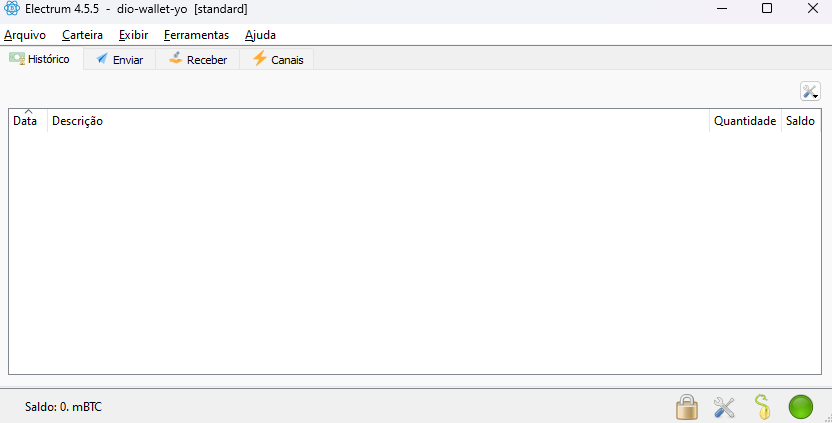 Electrum 4.5.5 - dio-wallet-yo [standard]
Arquivo Carteira Exibir Ferramentas Ajuda
Histórico Enviar Receber Canais
Data Descrição Quantidade Saldo
Saldo: 0. mBTC